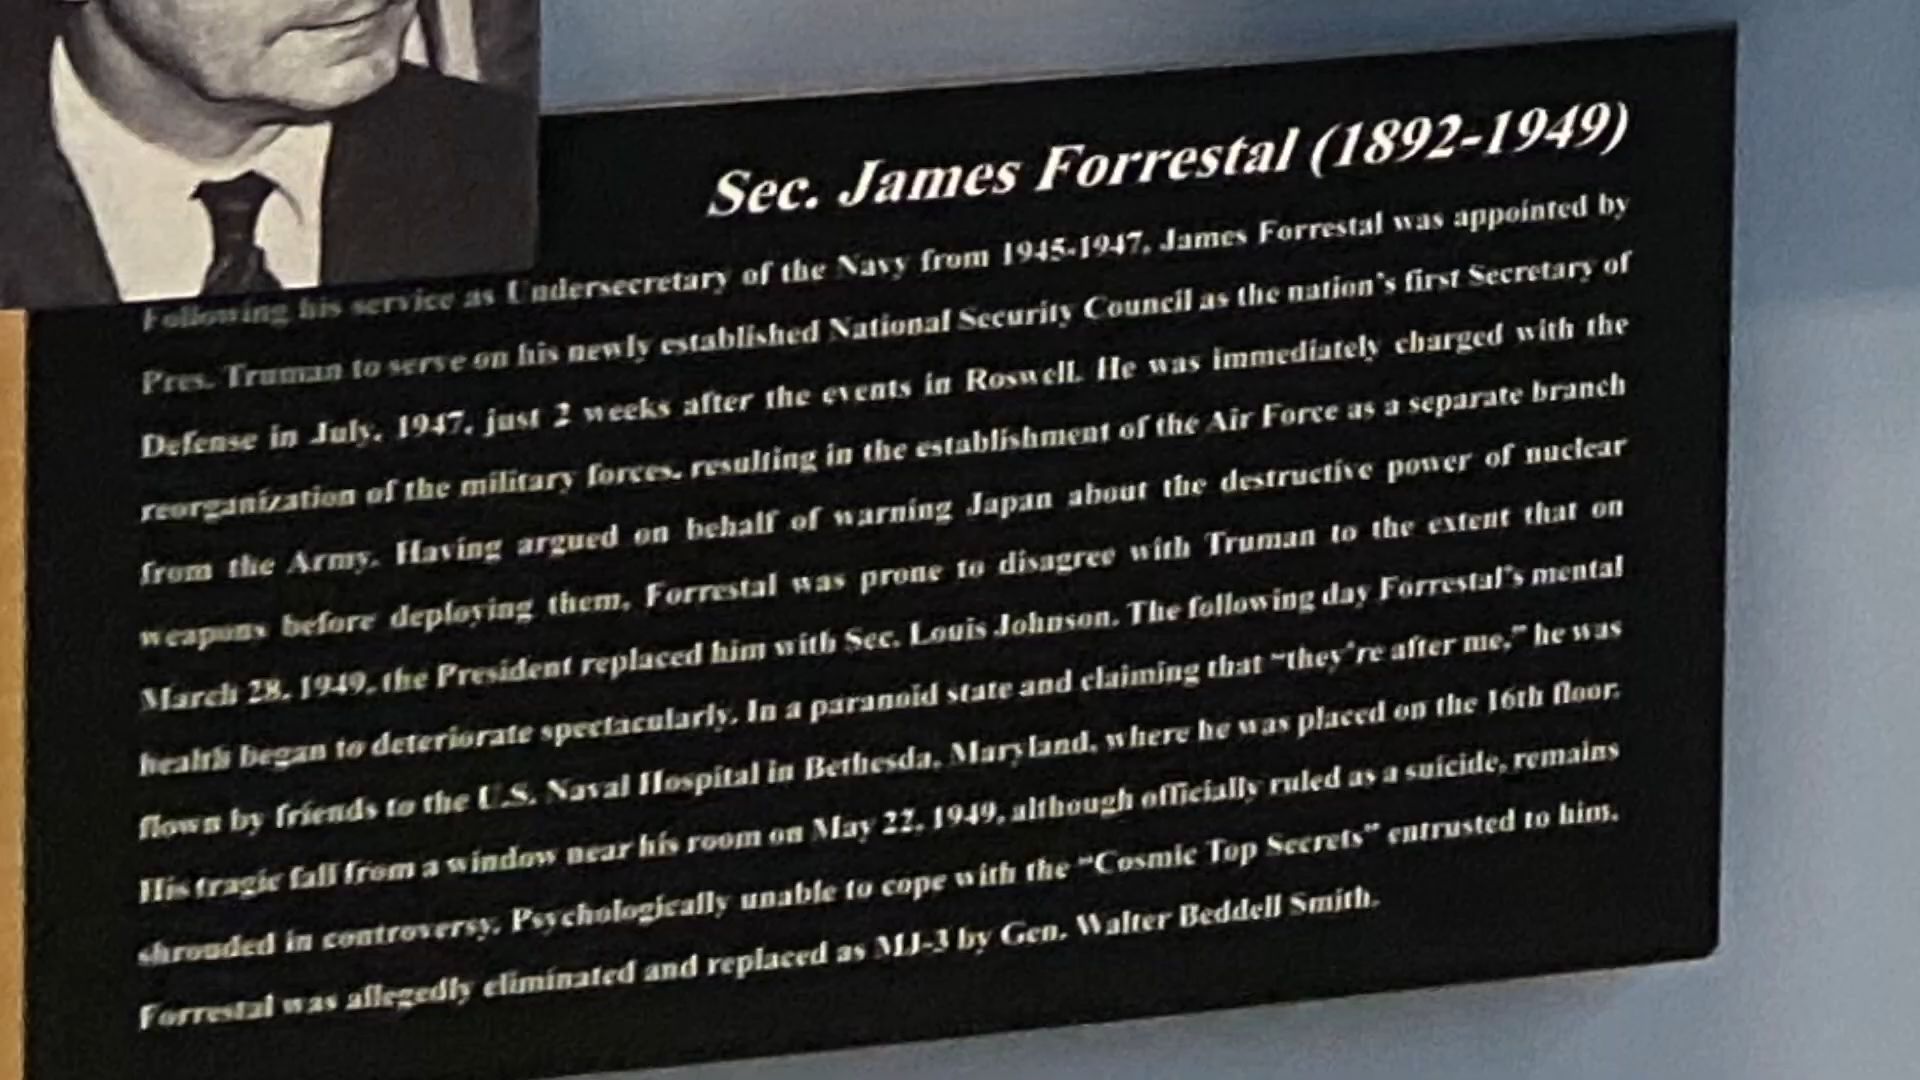 Sec. James Forrestal (1892-1949)
Following his service as Undersecretary of the Navy from 1945-1947, James Forrestal was appointed by
Pres. Truman to serve on his newly established National Security Council as the nation's first Secretary of
Defense in July, 1947, just 2 weeks after the events in Roswell. He was immediately charged with the
reorganization of the military forces, resulting in the establishment of the Air Force as a separate branch
from the Army. Having argued on behalf of warning Japan about the destructive power of nuclear
weapons before deploying them, Forrestal was prone to disagree with Truman to the extent that on
March 28, 1949, the President replaced him with Sec. Louis Johnson. The following day Forrestal's mental
health began to deteriorate spectacularly. In a paranoid state and claiming that "they're after me," he was
flown by friends to the U.S. Naval Hospital in Bethesda, Maryland, where he was placed on the 16th floor.
His tragic fall from a window near his room on May 22, 1949, although officially ruled as a suicide, remains
shrouded in controversy. Psychologically unable to cope with the "Cosmic Top Secrets" entrusted to him,
Forrestal was allegedly eliminated and replaced as MJ-3 by Gen. Walter Beddell Smith.